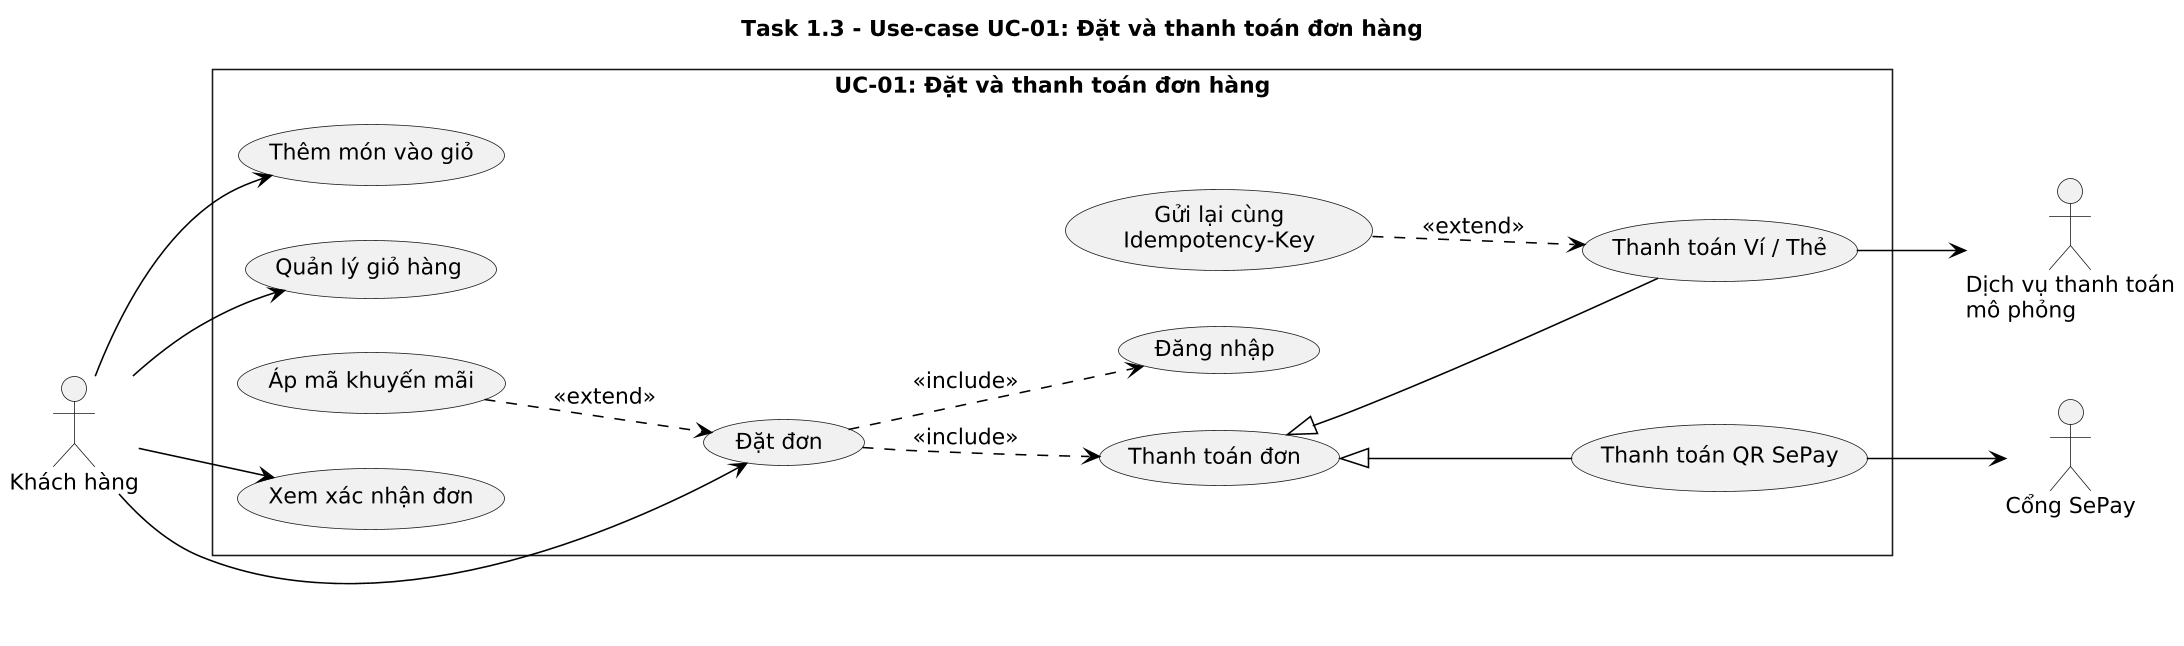 Task 1.3 - Use-case UC-01: Đặt và thanh toán đơn hàng
UC-01: Đặt và thanh toán đơn hàng
Thêm món vào giỏ
Quản lý giỏ hàng
Áp mã khuyến mãi
Xem xác nhận đơn
Khách hàng
«extend»
Đặt đơn
«include»
«include»
Gửi lại cùng
Idempotency-Key
Đăng nhập
Thanh toán đơn
«extend»
Thanh toán Ví / Thẻ
Thanh toán QR SePay
Dịch vụ thanh toán
mô phỏng
Cổng SePay